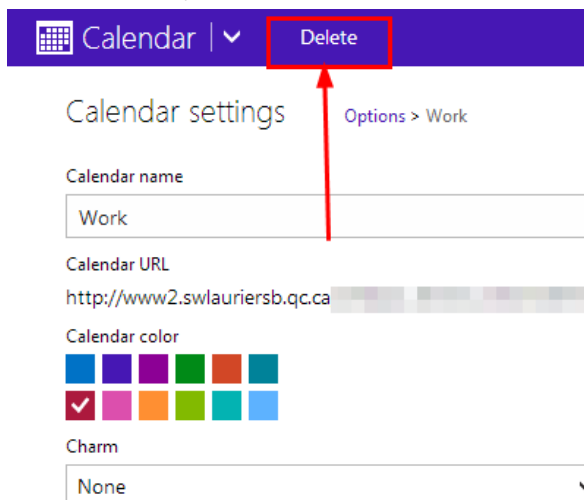 Calendar Delete
Calendar settings Options > Work
Calendar name
Work
Calendar URL
http://www2.swlauriersb.qc.ca
Calendar color
Charm
None